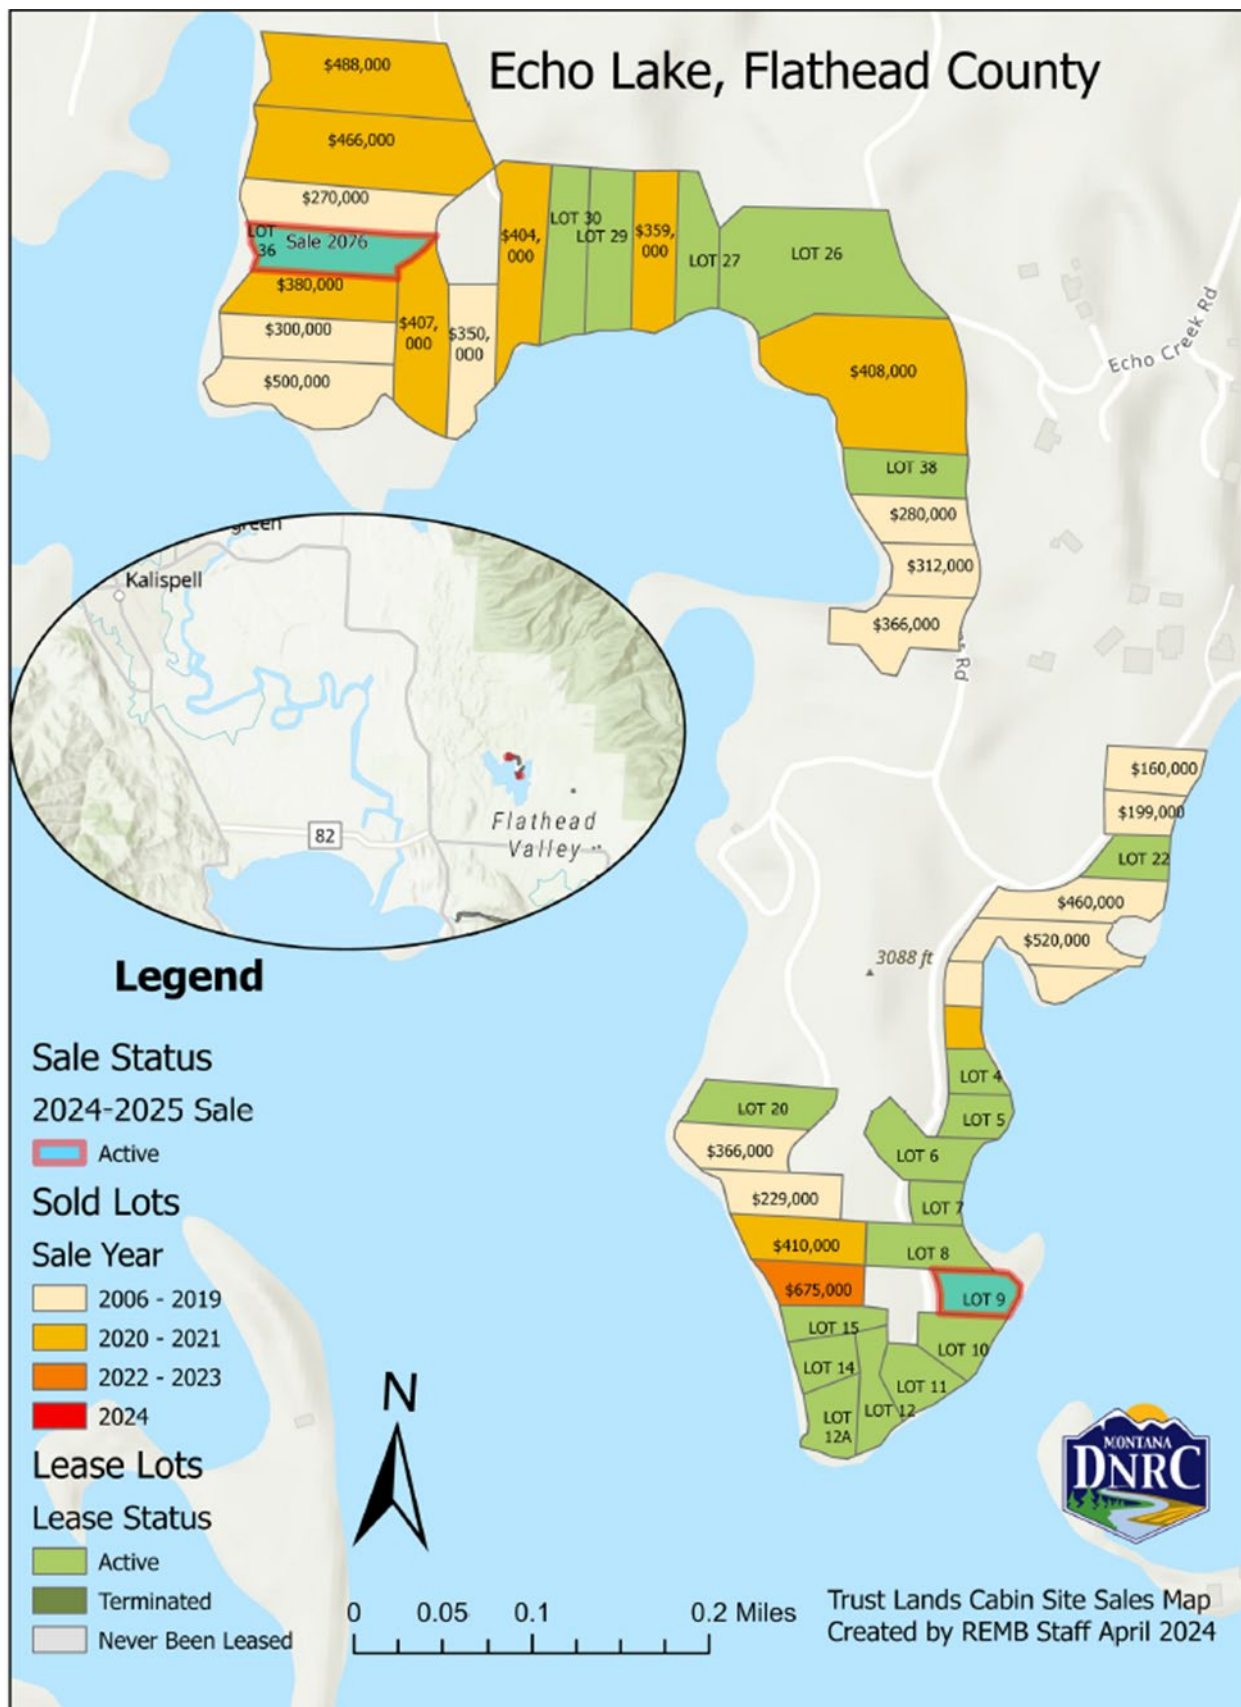 Echo Lake, Flathead County
$488,000
$466,000
$270,000
LOT
36
Sale 2076
$380,000
$300,000
$500,000
$407,
000
$350,
000
$404,
000
LOT 30
LOT 29
$359,
000
LOT 27
LOT 26
Echo Creek Rd
$408,000
LOT 38
$280,000
$312,000
$366,000
Rd
green
Kalispell
82
Flathead
Valley
$160,000
$199,000
LOT 22
$460,000
$520,000
3088 ft
LOT 4
LOT 5
LOT 6
LOT 7
LOT 20
$366,000
$229,000
$410,000
LOT 8
$675,000
LOT 9
LOT 15
LOT 10
LOT 14
LOT 11
LOT 12
LOT
12A
Legend
Sale Status
2024-2025 Sale
Active
Sold Lots
Sale Year
2006 - 2019
2020 - 2021
2022 - 2023
2024
Lease Lots
Lease Status
Active
Terminated
Never Been Leased
N
0 0.05 0.1 0.2 Miles
MONTANA
DNRC
Trust Lands Cabin Site Sales Map
Created by REMB Staff April 2024